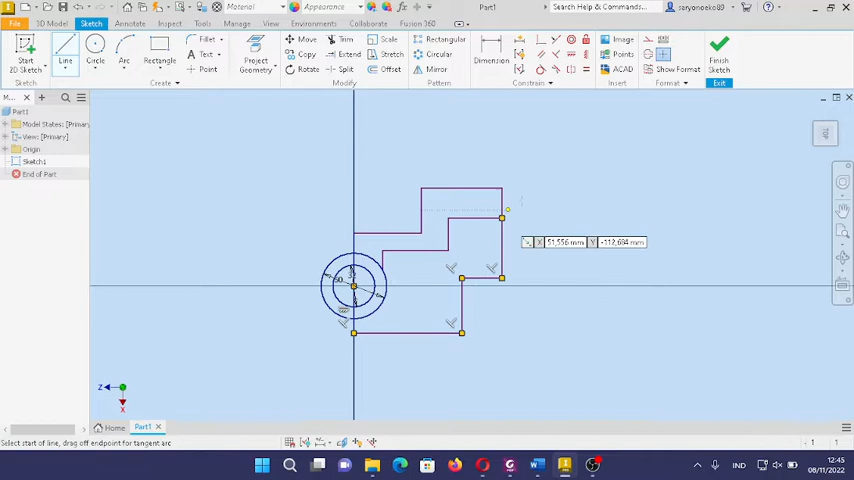 Material
Appearance
Part1
Search Help & Commands...
saryonoeko89
File
3D Model
Sketch
Annotate
Inspect
Tools
Manage
View
Environments
Collaborate
Fusion 360
Start
2D Sketch
Line
Circle
Arc
Rectangle
Fillet
Text
Point
Project
Geometry
Move
Copy
Rotate
Trim
Extend
Split
Scale
Stretch
Offset
Rectangular
Circular
Mirror
Dimension
Image
Points
ACAD
Show Format
Finish
Sketch
Sketch
Create
Modify
Pattern
Constrain
Insert
Format
Exit
M...
Part1
Model States: [Primary]
View: [Primary]
Origin
Sketch1
End of Part
60
X 51,556 mm Y -112,684 mm
Z
X
Home
Part1
Select start of line, drag off endpoint for tangent arc
1
1
IND
12:45
08/11/2022